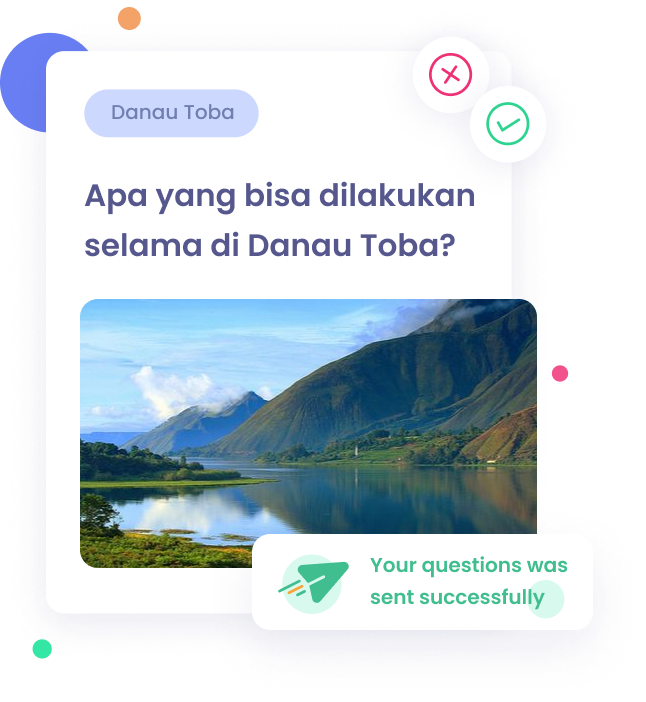 Danau Toba
Apa yang bisa dilakukan
selama di Danau Toba?
Your questions was
sent successfully